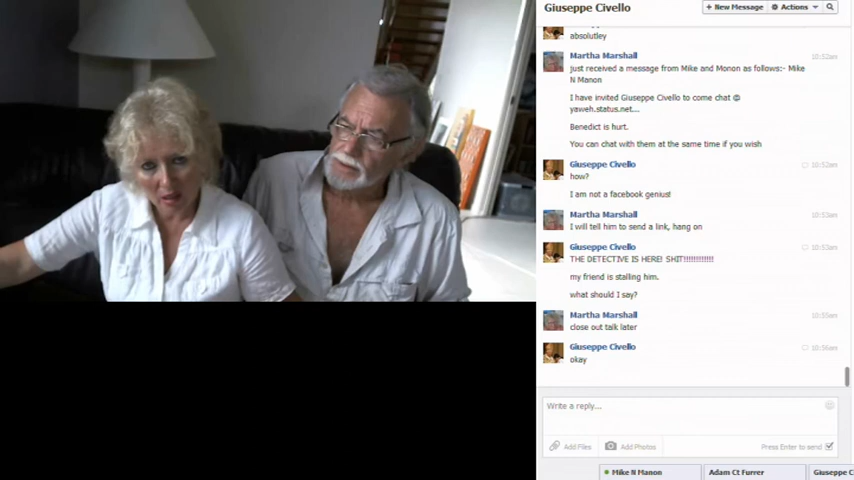 Giuseppe Civello
+ New Message
Actions
absolutley
Martha Marshall
10:52am
just received a message from Mike and Monon as follows:- Mike
N Manon
I have invited Giuseppe Civello to come chat @
yaweh.status.net...
Benedict is hurt.
You can chat with them at the same time if you wish
Giuseppe Civello
10:52am
how?
I am not a facebook genius!
Martha Marshall
10:53am
I will tell him to send a link, hang on
Giuseppe Civello
10:53am
THE DETECTIVE IS HERE! SHIT!!!!!!!!!!!!!
my friend is stalling him.
what should I say?
Martha Marshall
10:55am
close out talk later
Giuseppe Civello
10:56am
okay
Write a reply...
Add Files
Add Photos
Press Enter to send
Mike N Manon
Adam Ct Furrer
Giuseppe C